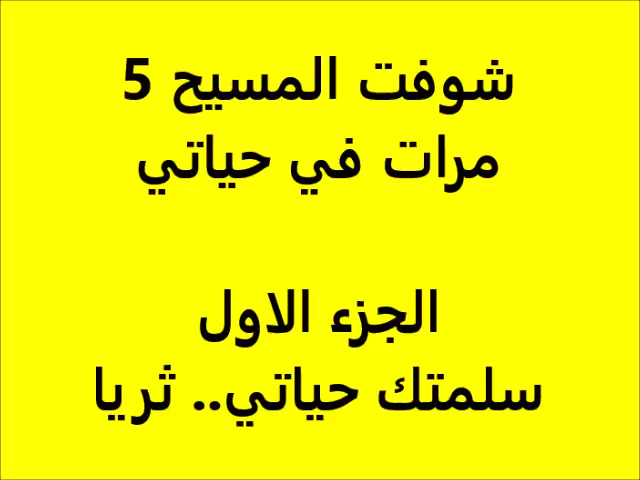 شوفت المسيح 5
مرات في حياتي
الجزء الاول
سلمتك حياتي.. ثريا